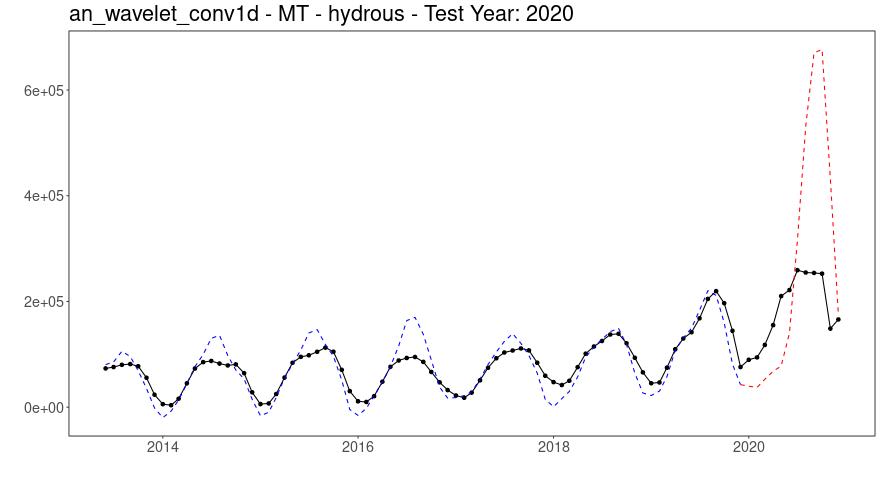 an_wavelet_conv1d - MT - hydrous - Test Year: 2020
6e+05
4e+05
2e+05
0e+00
2014 2016 2018 2020